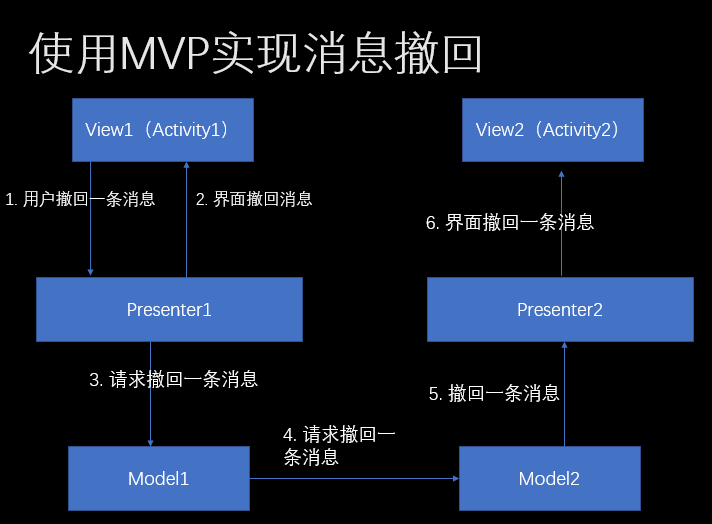 使用MVP实现消息撤回
View1（Activity1）
View2（Activity2）
1. 用户撤回一条消息
2. 界面撤回消息
6. 界面撤回一条消息
Presenter1
Presenter2
3. 请求撤回一条消息
5. 撤回一条消息
4. 请求撤回一
条消息
Model1
Model2